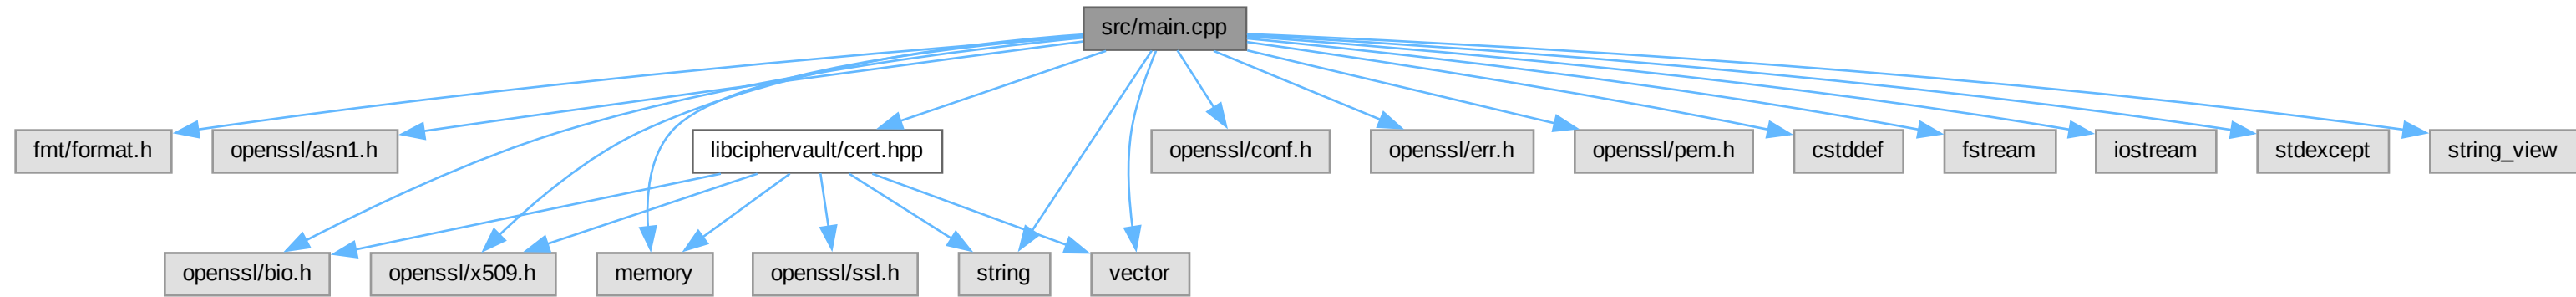 src/main.cpp
fmt/format.h
openssl/asn1.h
libciphervault/cert.hpp
openssl/conf.h
openssl/err.h
openssl/pem.h
cstddef
fstream
iostream
stdexcept
string_view
openssl/bio.h
openssl/x509.h
memory
openssl/ssl.h
string
vector